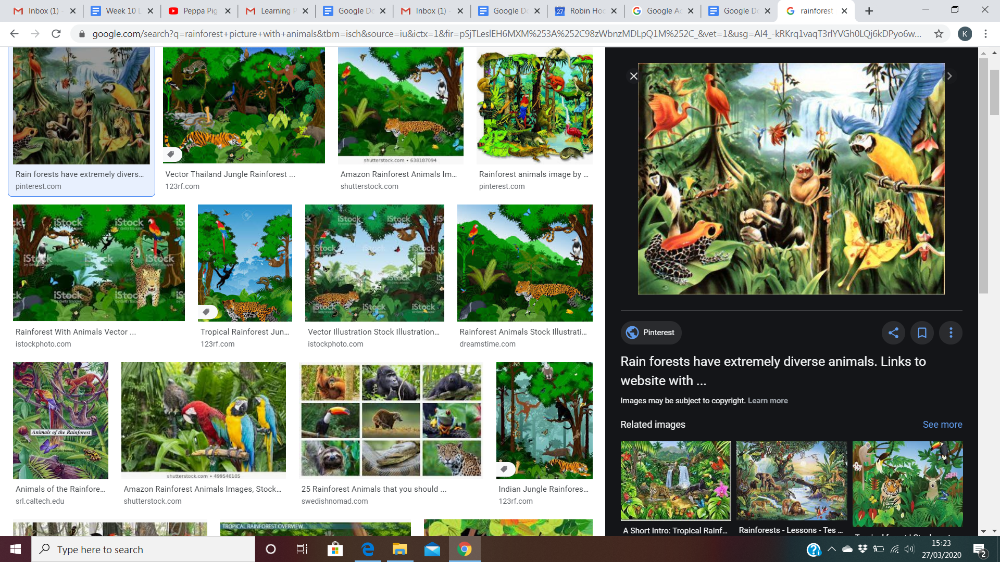 Inbox (1) -
Week 10 L
Peppa Pig
Learning P
Google Do
Inbox (1) -
Google Do
27
Robin Hoo
Google Ac
Google Do
rainforest
google.com/search?q=rainforest+picture+with+animals&tbm=isch&source=iu&ictx=1&fir=pSjTLeslEH6MXM%253A%252C98zWbnzMDLpQ1M%252C_&vet=1&usg=AI4_-kRKrq1vaqT3rlYVGh0LQj6kDPyo6w...
K
shutterstock.com • 638187094
Rain forests have extremely divers...
pinterest.com
Vector Thailand Jungle Rainforest ...
123rf.com
Amazon Rainforest Animals Im...
shutterstock.com
Rainforest animals image by ...
pinterest.com
iStock
by Getty Images
Rainforest With Animals Vector ...
istockphoto.com
Tropical Rainforest Jun...
123rf.com
Vector Illustration Stock Illustration...
istockphoto.com
Rainforest Animals Stock Illustrati...
dreamstime.com
Animals of the Rainforest
shutterstock.com • 499546105
Animals of the Rainfore...
srl.caltech.edu
Amazon Rainforest Animals Images, Stock...
shutterstock.com
25 Rainforest Animals that you should ...
swedishnomad.com
Indian Jungle Rainfores...
123rf.com
TROPICAL RAINFOREST OVERVIEW
Pinterest
Rain forests have extremely diverse animals. Links to
website with ...
Images may be subject to copyright. Learn more
Related images
See more
A Short Intro: Tropical Rainf...
Rainforests - Lessons - Tes ...
Type here to search
15:23
27/03/2020
2